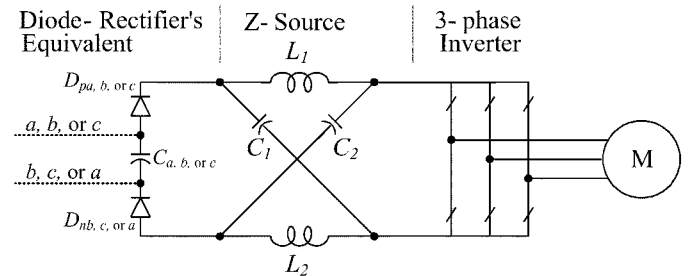 Diode- Rectifier's
Equivalent
Z- Source
3- phase
Inverter
L1
Dpa, b, or c
a, b, or c
C1
C2
Ca, b, or c
M
b, c, or a
Dnb, c, or a
L2